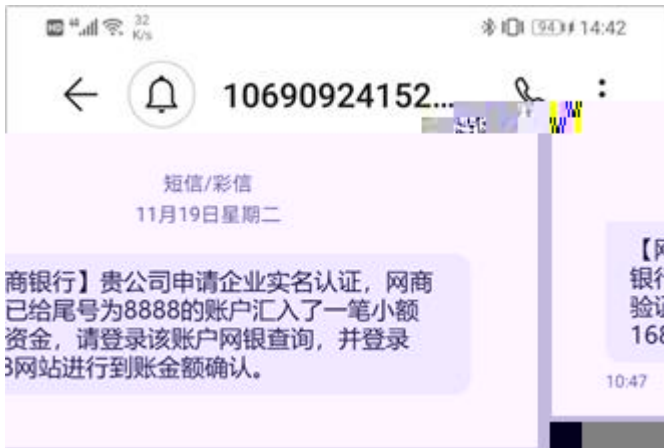 HD 4G 32 K/s 94 14:42
10690924152...
短信/彩信
11月19日星期二
商银行】贵公司申请企业实名认证，网商
已给尾号为8888的账户汇入了一笔小额
资金，请登录该账户网银查询，并登录
网站进行到账金额确认。
【网
银行
验证
168
10:47